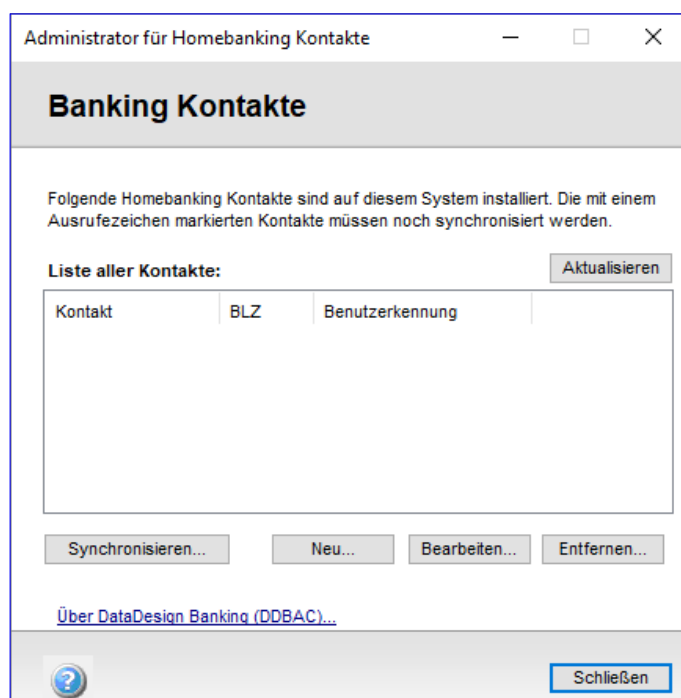 Administrator für Homebanking Kontakte
Banking Kontakte
Folgende Homebanking Kontakte sind auf diesem System installiert. Die mit einem
Ausrufezeichen markierten Kontakte müssen noch synchronisiert werden.
Liste aller Kontakte:
Aktualisieren
Kontakt BLZ Benutzerkennung
Synchronisieren... Neu... Bearbeiten... Entfernen...
Über DataDesign Banking (DDBAC)...
?
Schließen